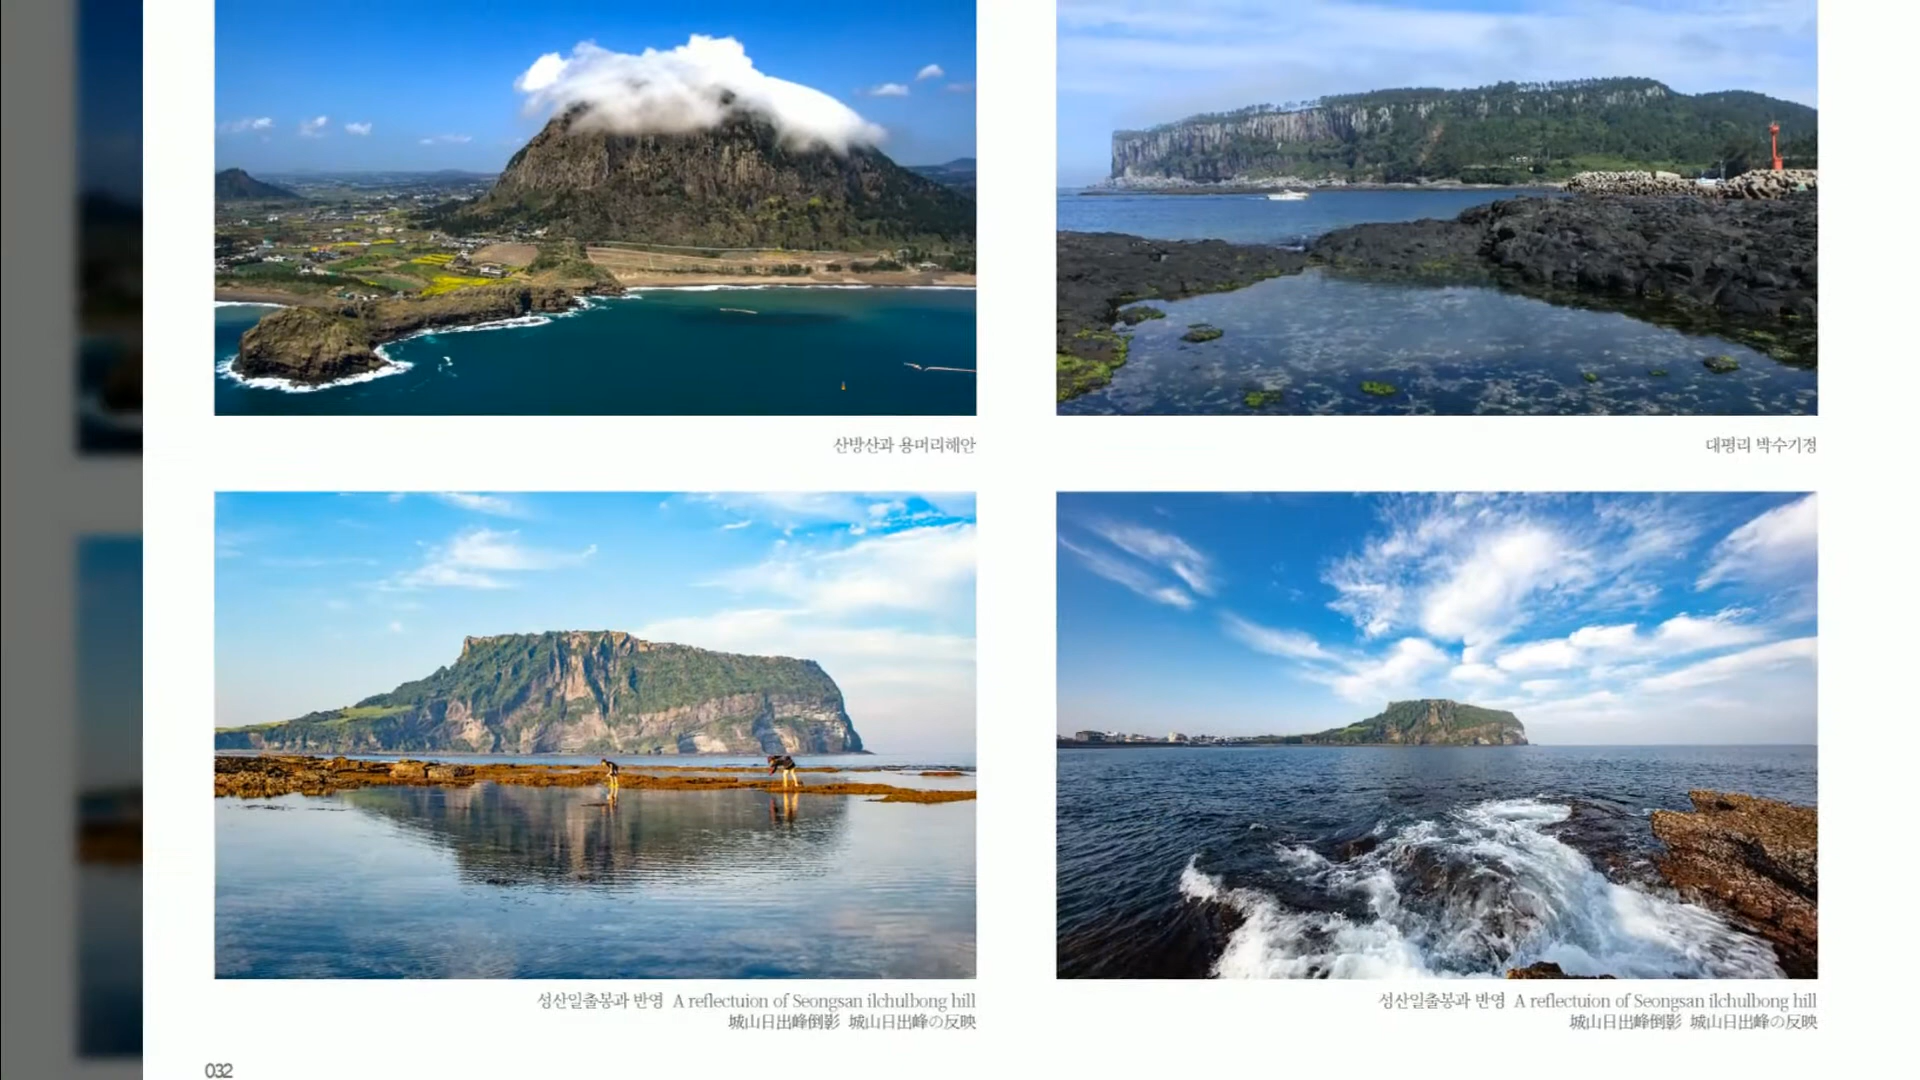 산방산과 용머리해안
대평리 박수기정
성산일출봉과 반영 A reflectuion of Seongsan ilchulbong hill
城山日出峰倒影 城山日出峰の反映
성산일출봉과 반영 A reflectuion of Seongsan ilchulbong hill
城山日出峰倒影 城山日出峰の反映
032